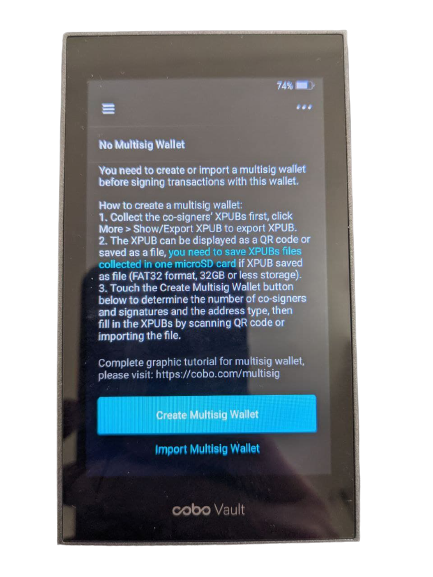 74%
No Multisig Wallet
You need to create or import a multisig wallet
before signing transactions with this wallet.
How to create a multisig wallet:
1. Collect the co-signers' XPUBs first, click
More > Show/Export XPUB to export XPUB.
2. The XPUB can be displayed as a QR code or
saved as a file, you need to save XPUBs files
collected in one microSD card if XPUB saved
as file (FAT32 format, 32GB or less storage).
3. Touch the Create Multisig Wallet button
below to determine the number of co-signers
and signatures and the address type, then
fill in the XPUBs by scanning QR code or
importing the file.
Complete graphic tutorial for multisig wallet,
please visit: https://cobo.com/multisig
Create Multisig Wallet
Import Multisig Wallet
cobo Vault